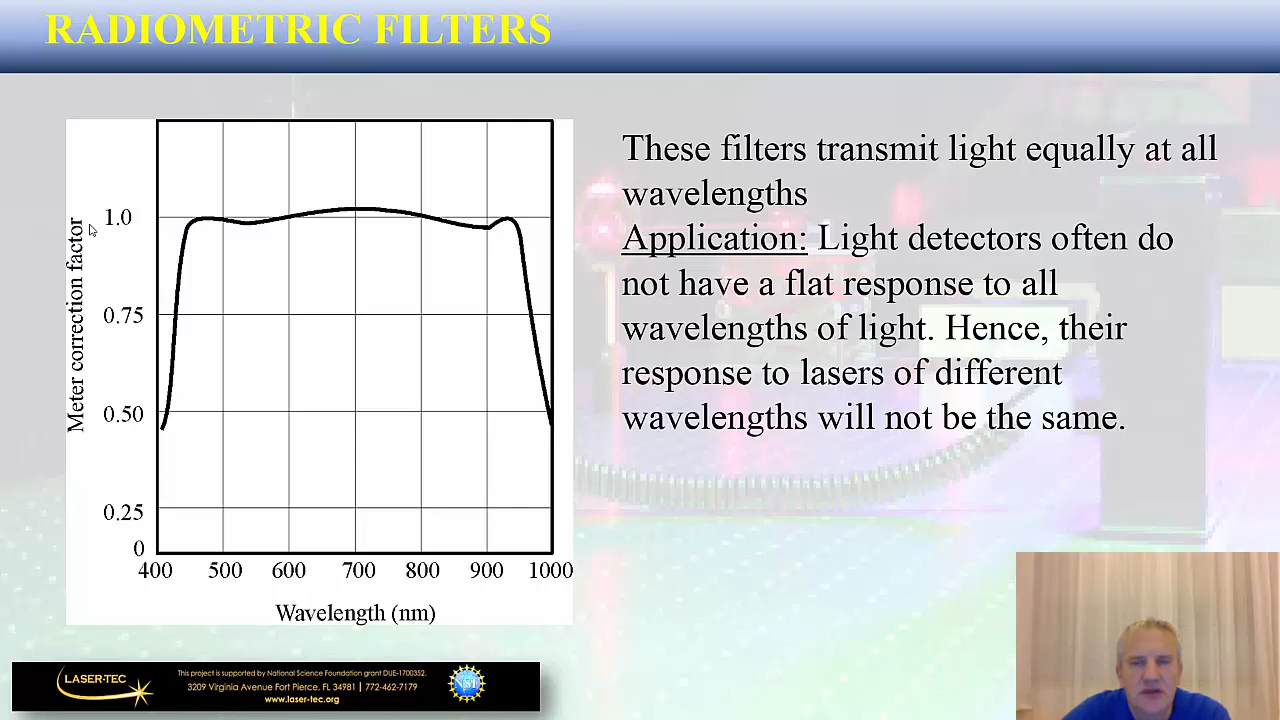 RADIOMETRIC FILTERS
These filters transmit light equally at all
wavelengths
Application: Light detectors often do
not have a flat response to all
wavelengths of light. Hence, their
response to lasers of different
wavelengths will not be the same.
Meter correction factor
1.0
0.75
0.50
0.25
0
400 500 600 700 800 900 1000
Wavelength (nm)
LASER-TEC
This project is supported by National Science Foundation grant DUE-1700352.
3209 Virginia Avenue Fort Pierce, FL 34981 | 772-462-7179
www.laser-tec.org
NSF